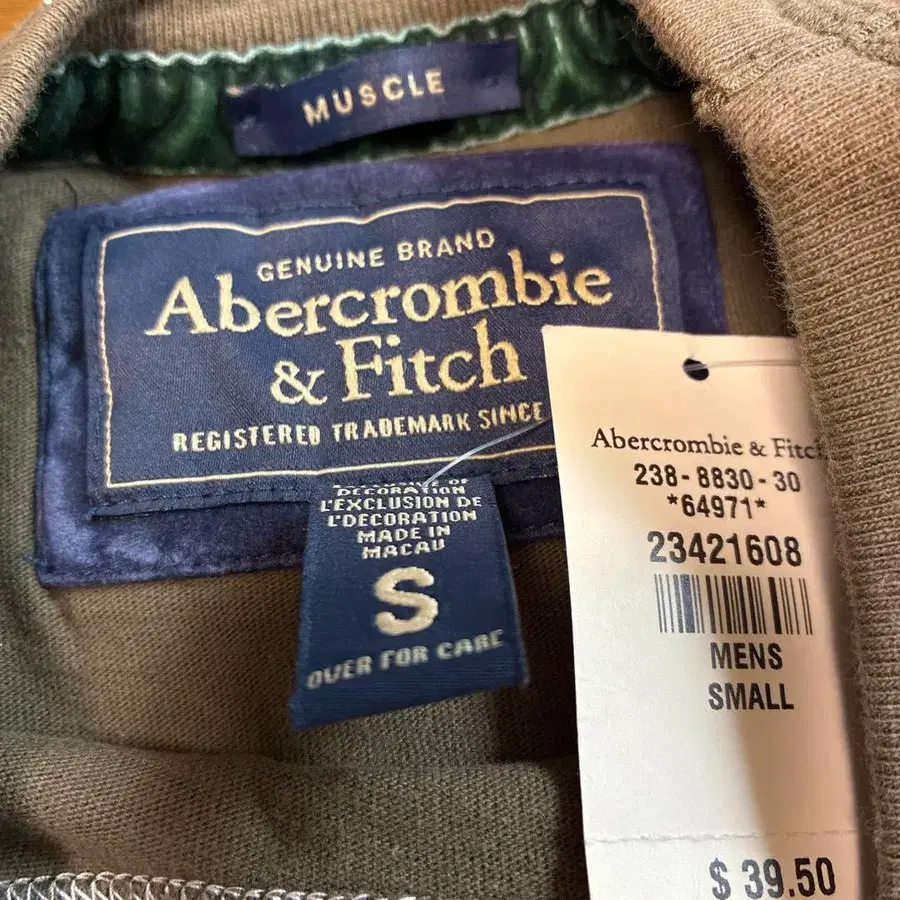 MUSCLE
GENUINE BRAND
Abercrombie
& Fitch
REGISTERED TRADEMARK SINCE
DECORATION
L'EXCLUSION DE
L'DECORATION
MADE IN
MACAU
S
OVER FOR CARE
Abercrombie & Fitch
238-8830-30
*64971*
23421608
MENS
SMALL
$ 39.50